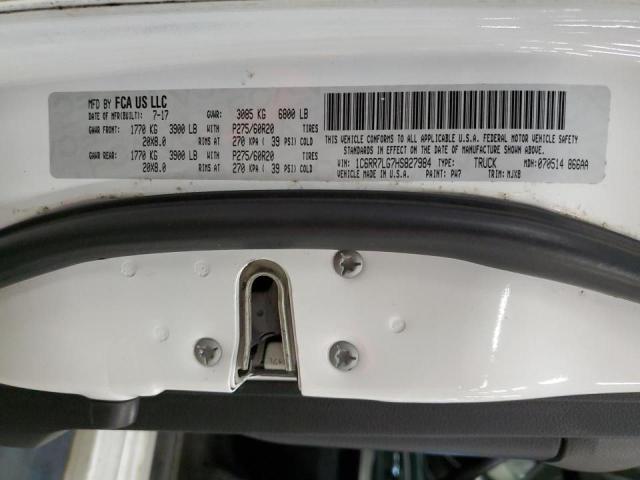 MFD BY FCA US LLC
DATE OF MFR(BUILT): 7-17 GVWR: 3085 KG 6800 LB
GAWR FRONT: 1770 KG 3900 LB WITH P275/60R20 TIRES
20X8.0 RIMS AT 270 KPA ( 39 PSI) COLD
GAWR REAR: 1770 KG 3900 LB WITH P275/60R20 TIRES
20X8.0 RIMS AT 270 KPA ( 39 PSI) COLD
THIS VEHICLE CONFORMS TO ALL APPLICABLE U.S.A. FEDERAL MOTOR VEHICLE SAFETY
STANDARDS IN EFFECT ON THE DATE OF MANUFACTURE SHOWN ABOVE.
VIN: 1C6RR7LG7HS827984 TYPE: TRUCK MDH: 070514 866AA
VEHICLE MADE IN U.S.A. PAINT: PW7 TRIM: MJX8